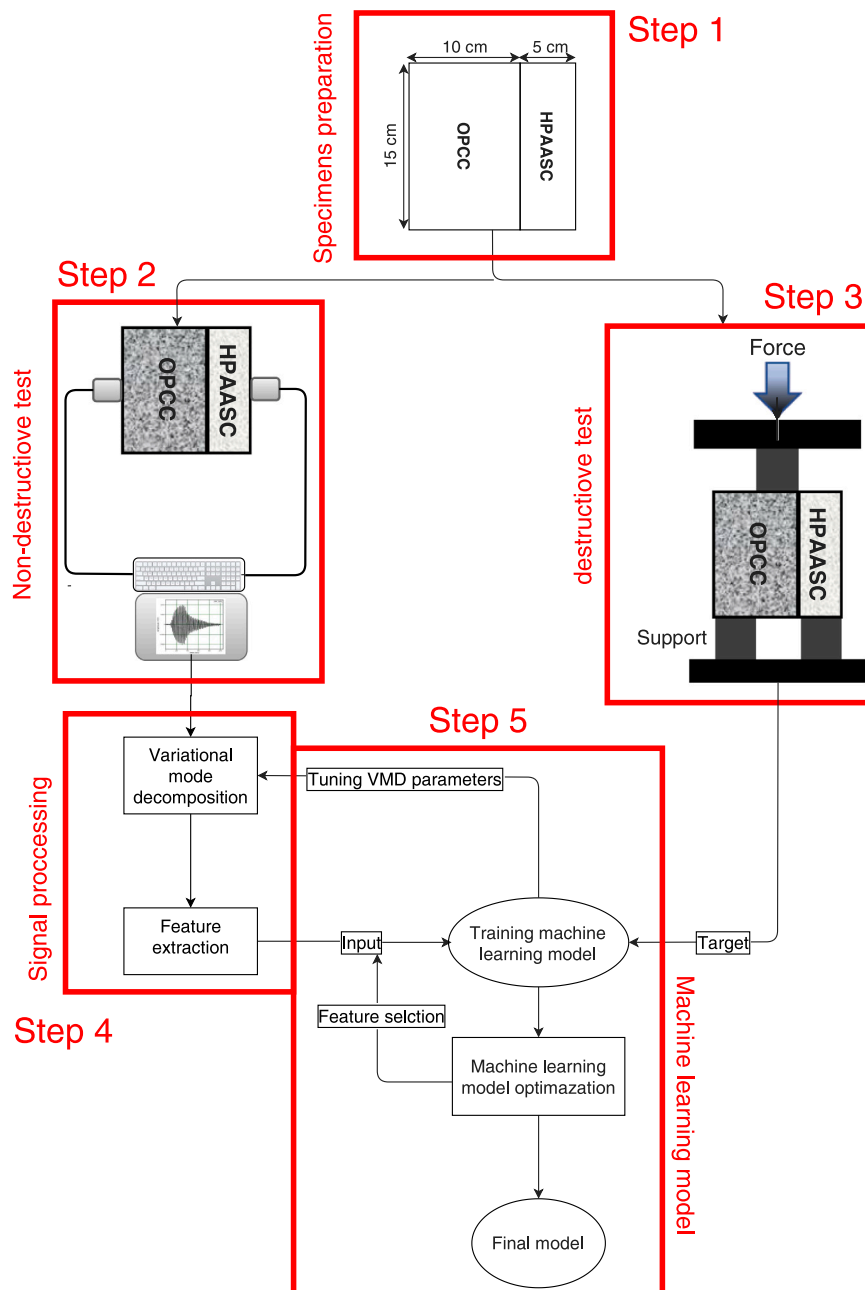 Step 1
Specimens preparation
10 cm
5 cm
15 cm
OPCC
HPAASC
Step 2
Non-destructiove test
OPCC
HPAASC
Step 3
destructiove test
Force
OPCC
HPAASC
Support
Step 4
Signal proccessing
Variational
mode
decomposition
Feature
extraction
Step 5
Machine learning model
Tuning VMD parameters
Input
Training machine
learning model
Target
Feature selction
Machine learning
model optimazation
Final model